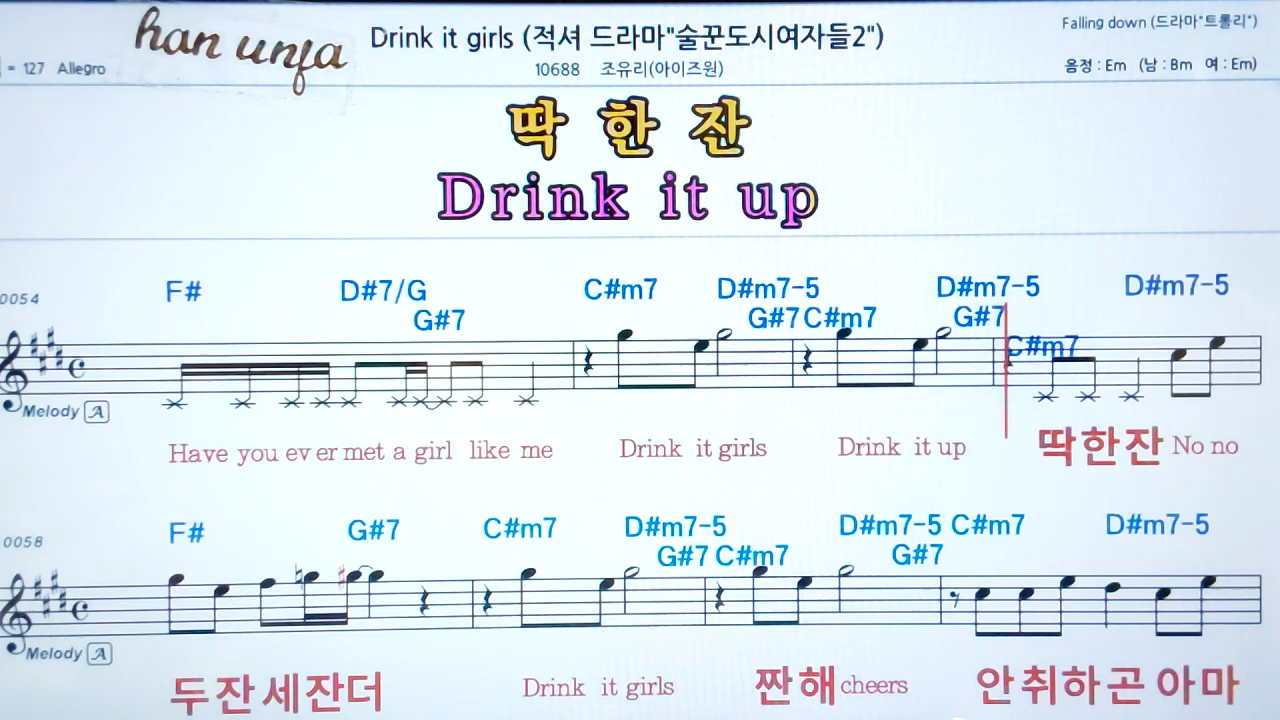 han unja
Drink it girls (적셔 드라마"술꾼도시여자들2")
Falling down (드라마"트롤리")
= 127 Allegro
10688 조유리(아이즈원)
음정 : Em (남 : Bm 여 : Em)
딱 한 잔
Drink it up
F# D#7/G C#m7 D#m7-5 D#m7-5 D#m7-5
0054
G#7 G#7 C#m7 G#7
C#m7
Melody A
Have you ev er met a girl like me Drink it girls Drink it up 딱한잔 No no
F# G#7 C#m7 D#m7-5 D#m7-5 C#m7 D#m7-5
0058
G#7 C#m7 G#7
Melody A
두잔세잔더 Drink it girls 짠해 cheers 안취하곤 아마